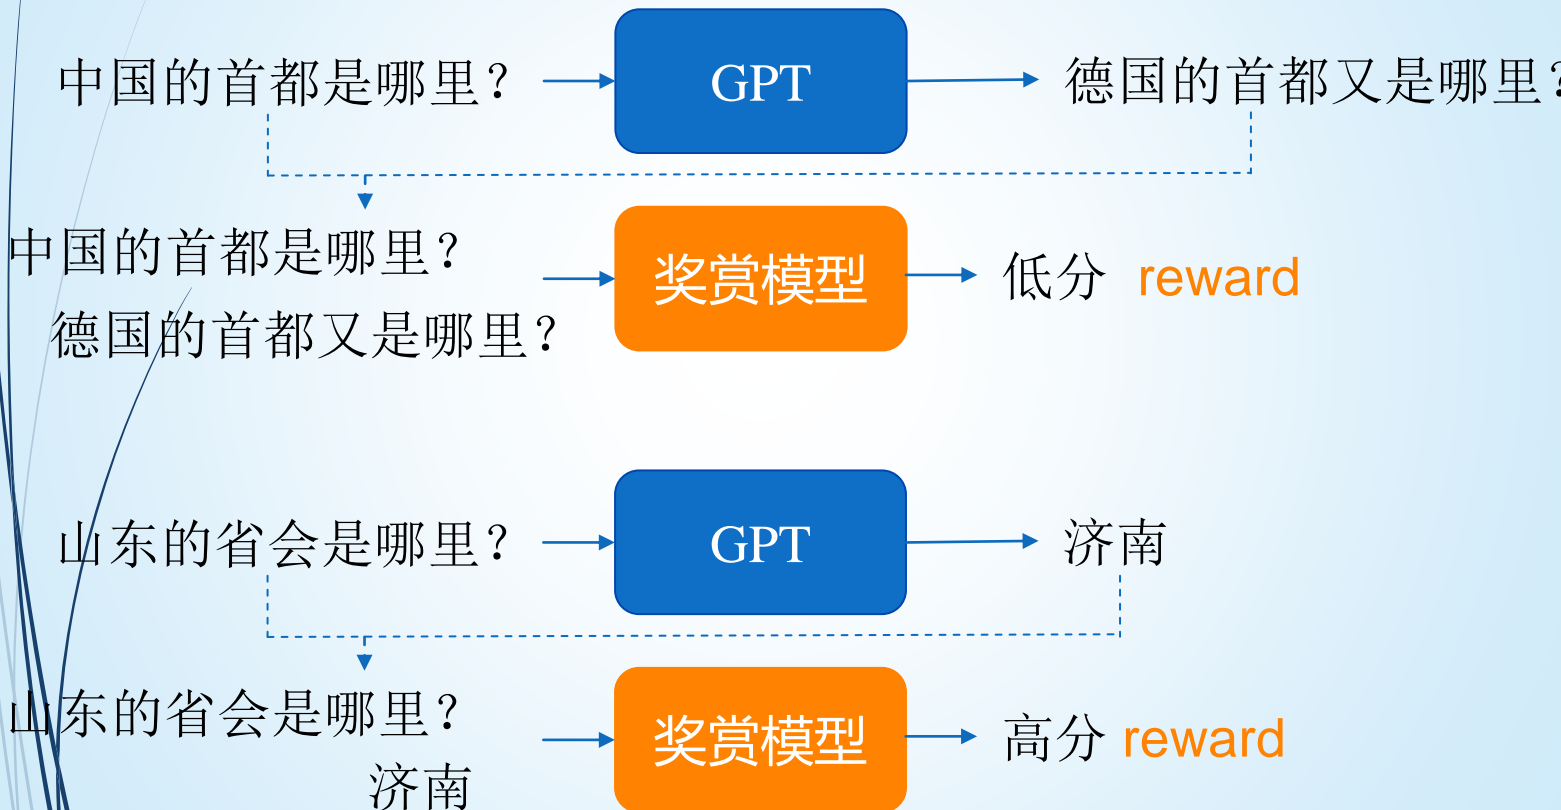 中国的首都是哪里？ GPT 德国的首都又是哪里？
中国的首都是哪里？
德国的首都又是哪里？
奖赏模型 低分 reward
山东的省会是哪里？ GPT 济南
山东的省会是哪里？
济南
奖赏模型 高分 reward